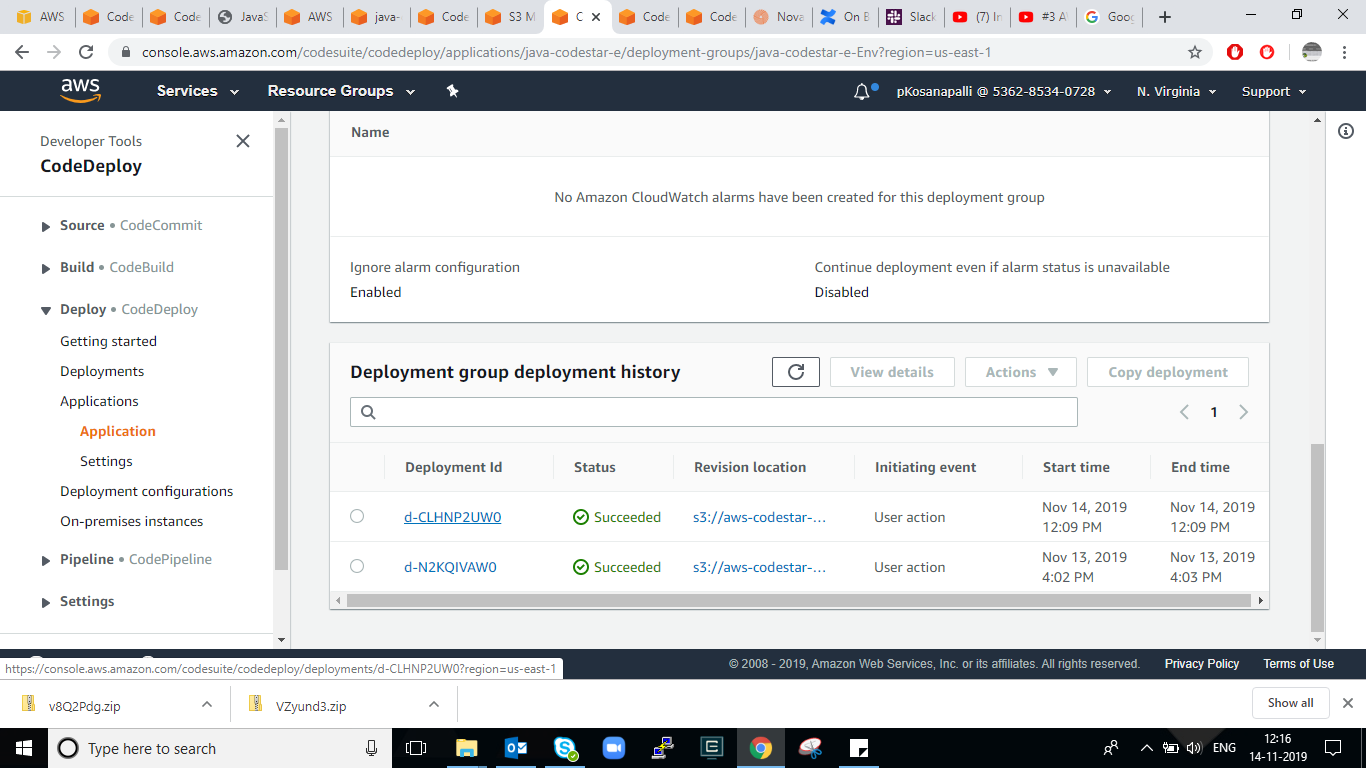 AWS
Code
Code
JavaS
AWS
java-
Code
S3 M
C
Code
Code
Nova
On B
Slack
(7) In
#3 A
Goog
console.aws.amazon.com/codesuite/codedeploy/applications/java-codestar-e/deployment-groups/java-codestar-e-Env?region=us-east-1
aws Services Resource Groups pKosanapalli @ 5362-8534-0728 N. Virginia Support
Developer Tools
CodeDeploy
Source • CodeCommit
Build • CodeBuild
Deploy • CodeDeploy
Getting started
Deployments
Applications
Application
Settings
Deployment configurations
On-premises instances
Pipeline • CodePipeline
Settings
Name
No Amazon CloudWatch alarms have been created for this deployment group
Ignore alarm configuration
Enabled
Continue deployment even if alarm status is unavailable
Disabled
Deployment group deployment history View details Actions Copy deployment
1
Deployment Id Status Revision location Initiating event Start time End time
d-CLHNP2UW0 Succeeded s3://aws-codestar-... User action Nov 14, 2019 12:09 PM Nov 14, 2019 12:09 PM
d-N2KQIVAW0 Succeeded s3://aws-codestar-... User action Nov 13, 2019 4:02 PM Nov 13, 2019 4:03 PM
https://console.aws.amazon.com/codesuite/codedeploy/deployments/d-CLHNP2UW0?region=us-east-1
© 2008 - 2019, Amazon Web Services, Inc. or its affiliates. All rights reserved. Privacy Policy Terms of Use
v8Q2Pdg.zip VZyund3.zip Show all
Type here to search
ENG
12:16
14-11-2019